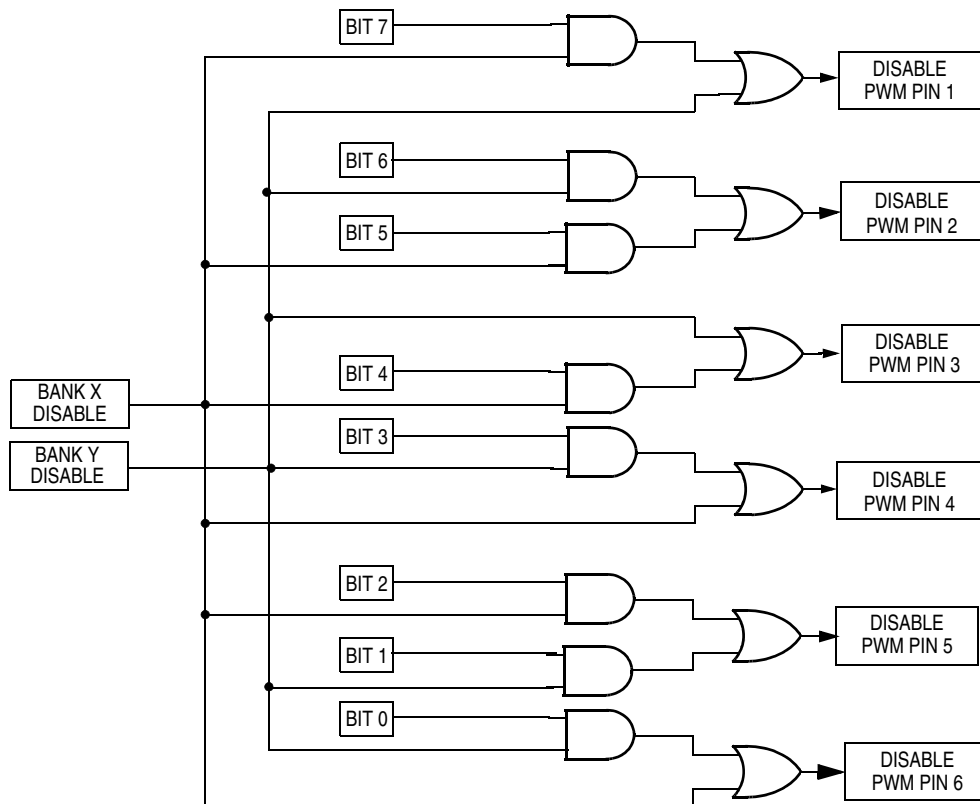 BIT 7
DISABLE
PWM PIN 1
BIT 6
DISABLE
PWM PIN 2
BIT 5
DISABLE
PWM PIN 3
BIT 4
BANK X
DISABLE
BIT 3
BANK Y
DISABLE
DISABLE
PWM PIN 4
BIT 2
DISABLE
PWM PIN 5
BIT 1
BIT 0
DISABLE
PWM PIN 6